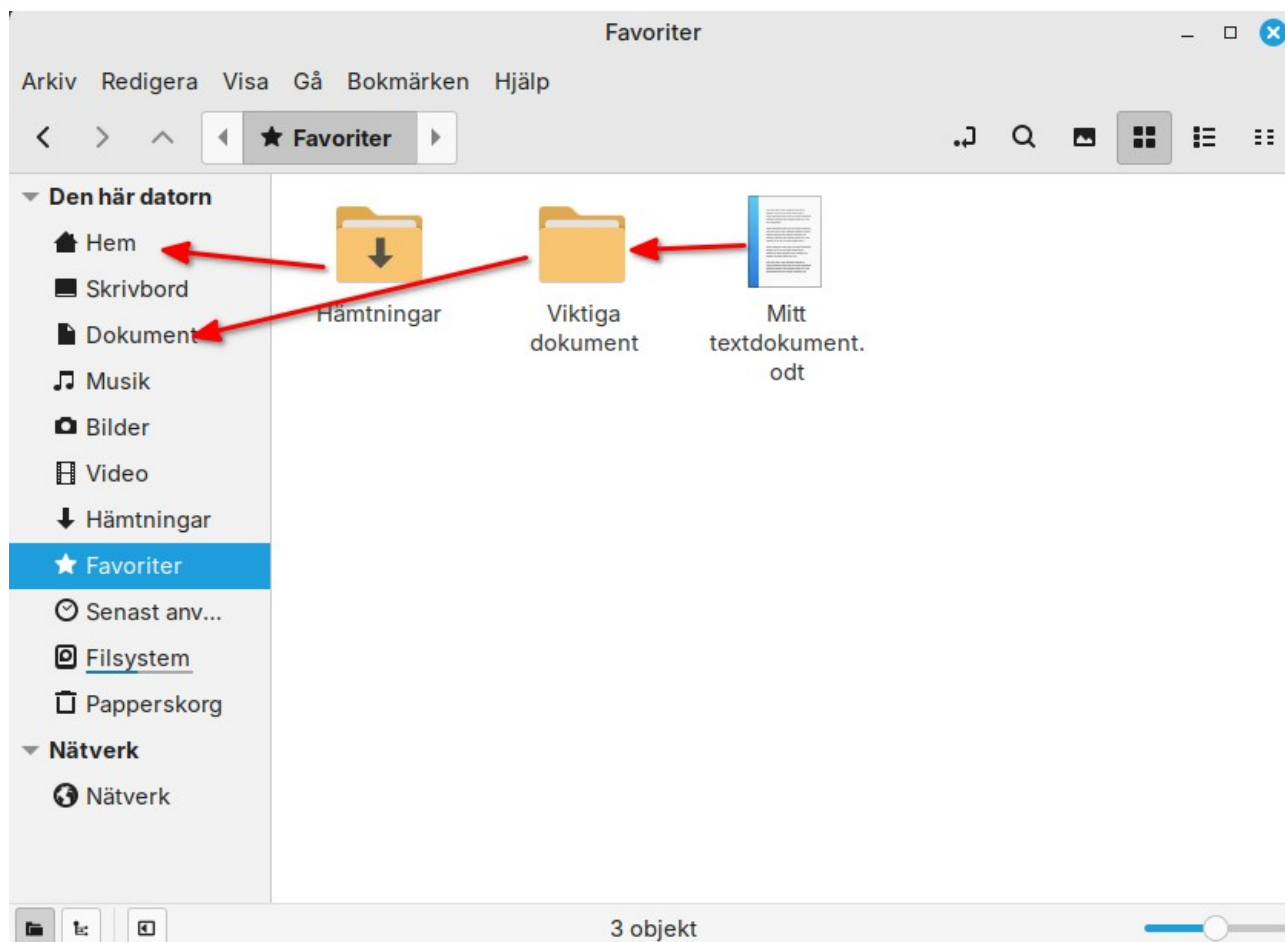 Favoriter
Arkiv Redigera Visa Gå Bokmärken Hjälp
Favoriter
Den här datorn
Hem
Skrivbord
Dokument
Musik
Bilder
Video
Hämtningar
Favoriter
Senast anv...
Filsystem
Papperskorg
Nätverk
Nätverk
Hämtningar
Viktiga
dokument
Mitt
textdokument.
odt
3 objekt